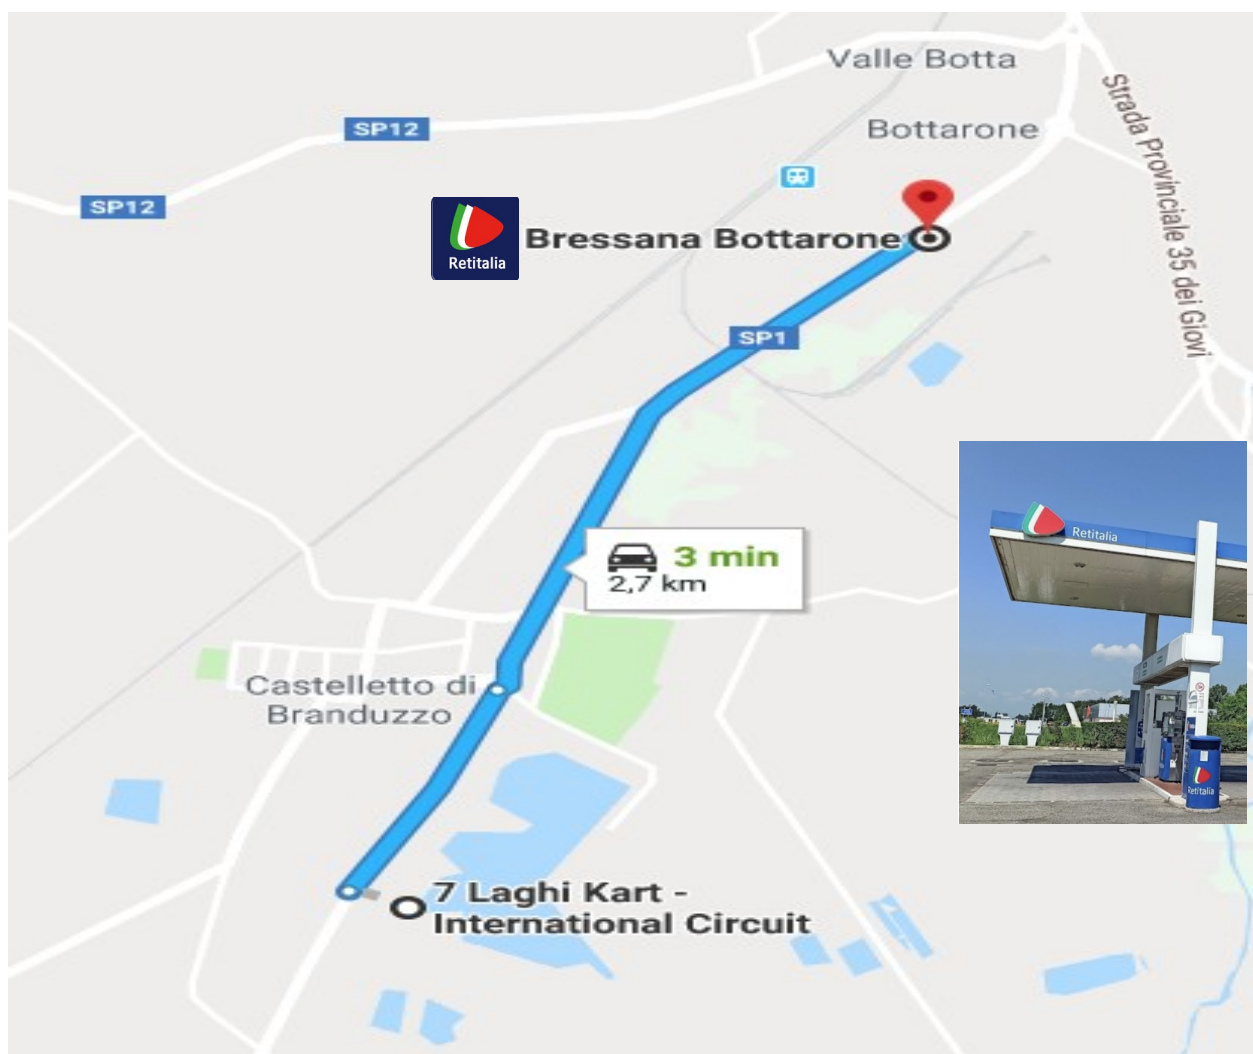 Valle Botta
SP12
Bottarone
Strada Provinciale 35 dei Giovi
SP12
Retitalia
Bressana Bottarone
SP1
Retitalia
3 min
2,7 km
Castelletto di
Branduzzo
Retitalia
7 Laghi Kart -
International Circuit